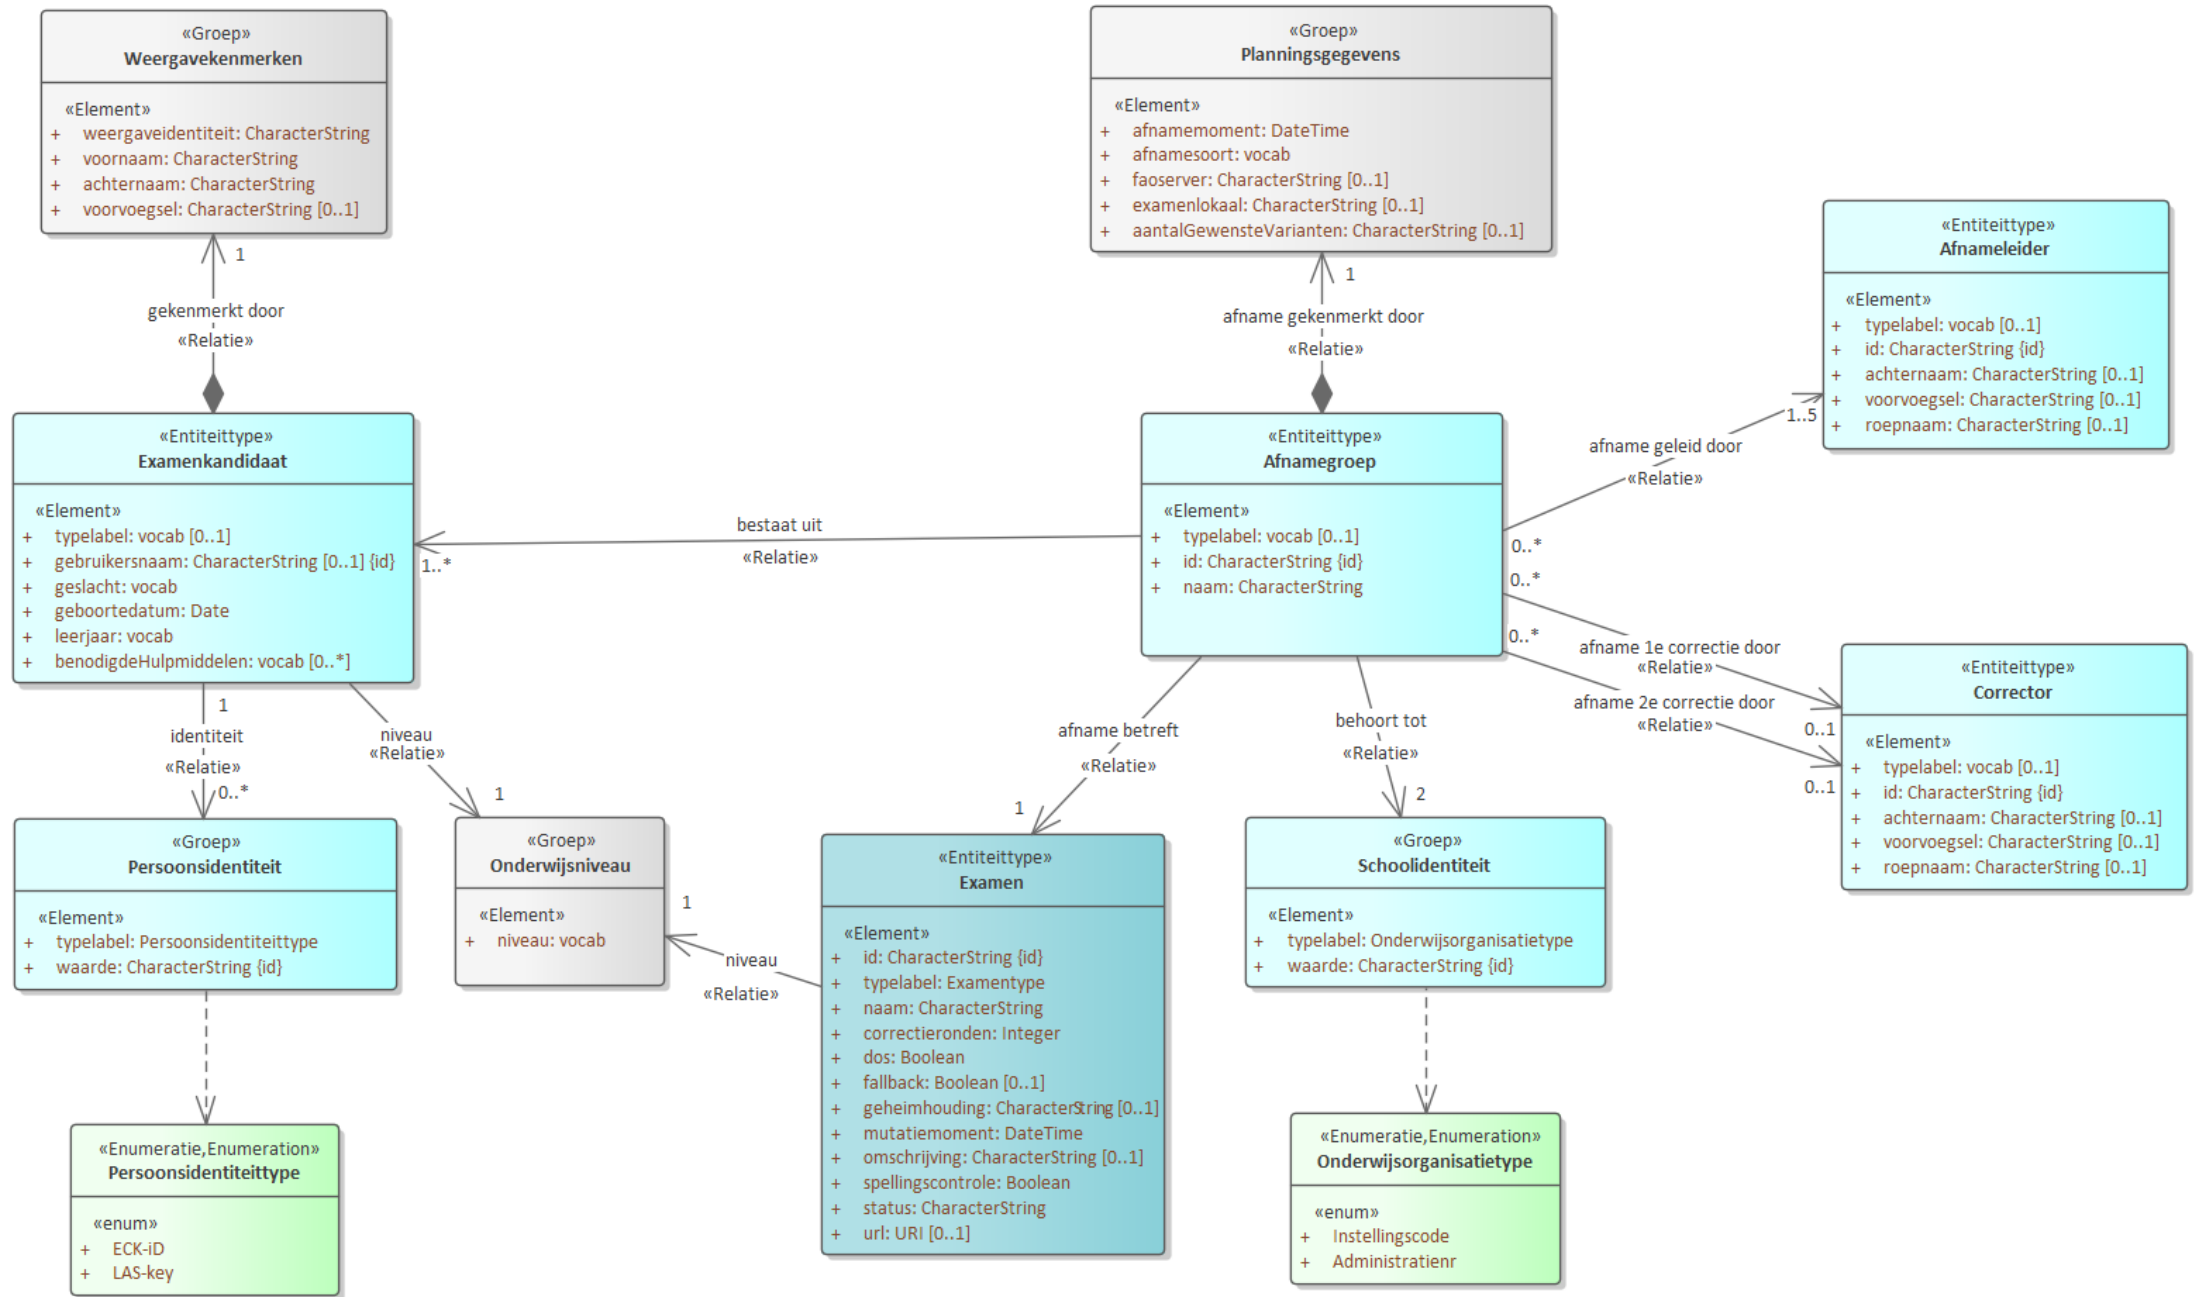 «Groep»
Weergavekenmerken
«Element»
+ weergaveidentiteit: CharacterString
+ voornaam: CharacterString
+ achternaam: CharacterString
+ voorvoegsel: CharacterString [0..1]
1
gekenmerkt door
«Relatie»
«Groep»
Planningsgegevens
«Element»
+ afnamemoment: DateTime
+ afnamesoort: vocab
+ faoserver: CharacterString [0..1]
+ examenlokaal: CharacterString [0..1]
+ aantalGewensteVarianten: CharacterString [0..1]
1
afname gekenmerkt door
«Relatie»
«Entiteittype»
Afnameleider
«Element»
+ typelabel: vocab [0..1]
+ id: CharacterString {id}
+ achternaam: CharacterString [0..1]
+ voorvoegsel: CharacterString [0..1]
+ roepnaam: CharacterString [0..1]
1..5
afname geleid door
«Relatie»
0..*
«Entiteittype»
Examenkandidaat
«Element»
+ typelabel: vocab [0..1]
+ gebruikersnaam: CharacterString [0..1] {id}
+ geslacht: vocab
+ geboortedatum: Date
+ leerjaar: vocab
+ benodigdeHulpmiddelen: vocab [0..*]
bestaat uit
«Relatie»
1..*
«Entiteittype»
Afnamegroep
«Element»
+ typelabel: vocab [0..1]
+ id: CharacterString {id}
+ naam: CharacterString
0..*
0..*
afname 1e correctie door
«Relatie»
0..1
afname 2e correctie door
«Relatie»
0..1
«Entiteittype»
Corrector
«Element»
+ typelabel: vocab [0..1]
+ id: CharacterString {id}
+ achternaam: CharacterString [0..1]
+ voorvoegsel: CharacterString [0..1]
+ roepnaam: CharacterString [0..1]
1
identiteit
«Relatie»
0..*
niveau
«Relatie»
1
afname betreft
«Relatie»
1
behoort tot
«Relatie»
2
«Groep»
Persoonsidentiteit
«Element»
+ typelabel: Persoonsidentiteittype
+ waarde: CharacterString {id}
«Groep»
Onderwijsniveau
«Element»
+ niveau: vocab
1
niveau
«Relatie»
«Entiteittype»
Examen
«Element»
+ id: CharacterString {id}
+ typelabel: Examentype
+ naam: CharacterString
+ correctieronden: Integer
+ dos: Boolean
+ fallback: Boolean [0..1]
+ geheimhouding: CharacterString [0..1]
+ mutatiemoment: DateTime
+ omschrijving: CharacterString [0..1]
+ spellingscontrole: Boolean
+ status: CharacterString
+ url: URI [0..1]
«Groep»
Schoolidentiteit
«Element»
+ typelabel: Onderwijsorganisatietype
+ waarde: CharacterString {id}
«Enumeratie,Enumeration»
Persoonsidentiteittype
«enum»
+ ECK-iD
+ LAS-key
«Enumeratie,Enumeration»
Onderwijsorganisatietype
«enum»
+ Instellingscode
+ Administratienr